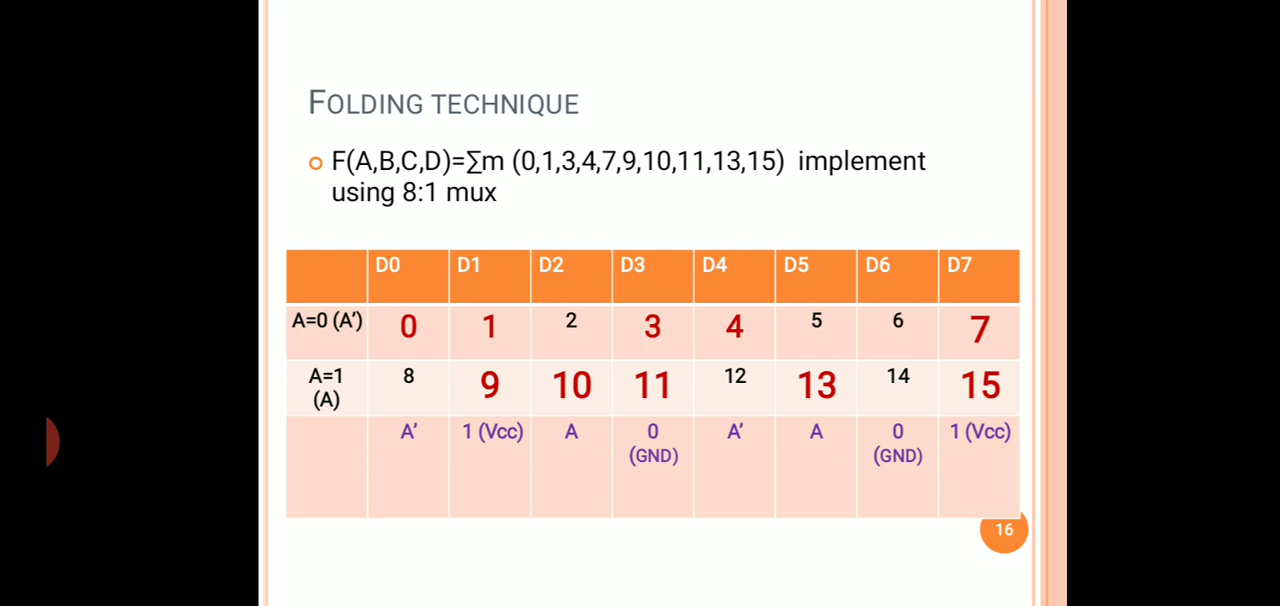 FOLDING TECHNIQUE
F(A,B,C,D)=∑m (0,1,3,4,7,9,10,11,13,15) implement
using 8:1 mux
D0 D1 D2 D3 D4 D5 D6 D7
A=0 (A’) 0 1 2 3 4 5 6 7
A=1 8 9 10 11 12 13 14 15
(A)
A’ 1 (Vcc) A 0 A’ A 0 1 (Vcc)
(GND) (GND)
16